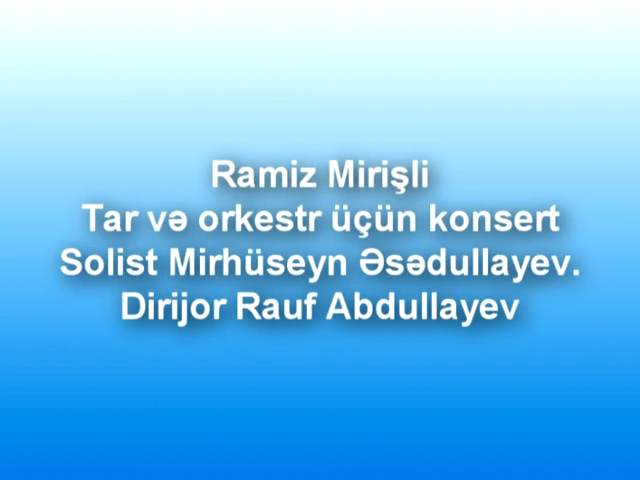 Ramiz Mirişli
Tar və orkestr üçün konsert
Solist Mirhüseyn Əsədullayev.
Dirijor Rauf Abdullayev